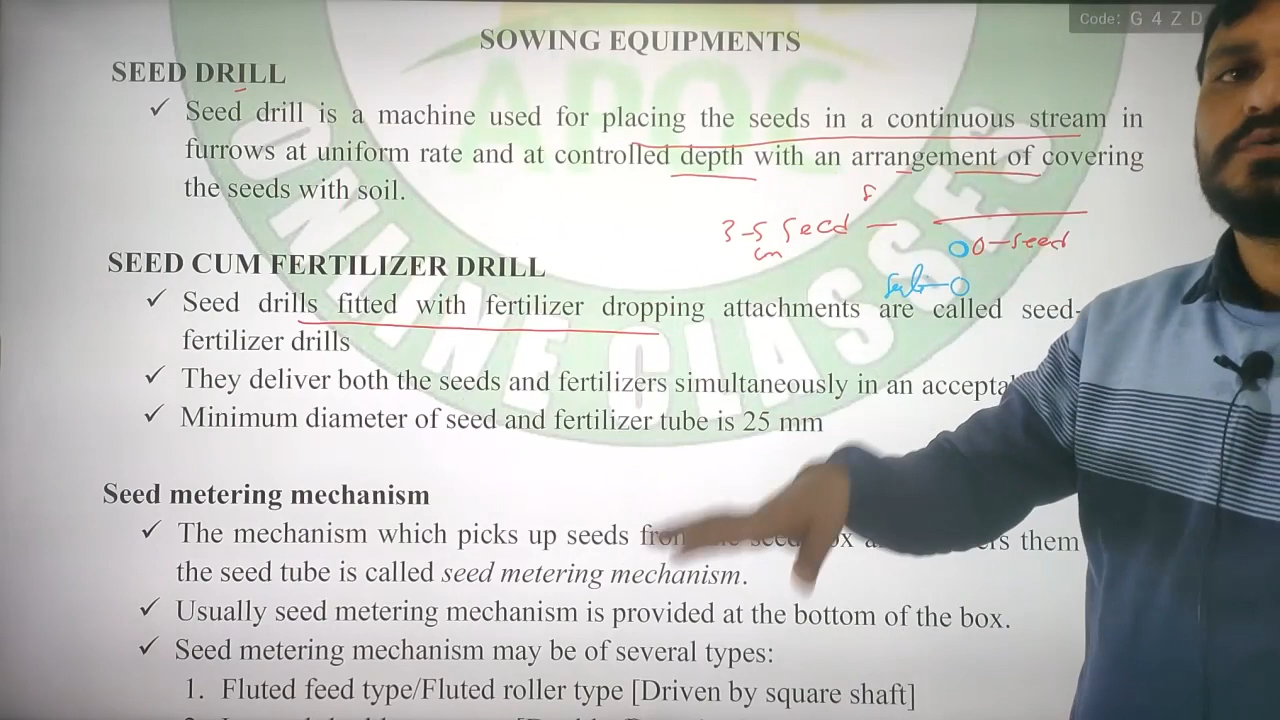 Code: G 4 Z D
SOWING EQUIPMENTS
SEED DRILL
✓ Seed drill is a machine used for placing the seeds in a continuous stream in
furrows at uniform rate and at controlled depth with an arrangement of covering
the seeds with soil.
3-5 seed
cm
0-seed
SEED CUM FERTILIZER DRILL
✓ Seed drills fitted with fertilizer dropping attachments are called seed-
fertilizer drills
✓ They deliver both the seeds and fertilizers simultaneously in an
✓ Minimum diameter of seed and fertilizer tube is 25 mm
Seed metering mechanism
✓ The mechanism which picks up seeds them
the seed tube is called seed metering mechanism.
✓ Usually seed metering mechanism is provided at the bottom of the box.
✓ Seed metering mechanism may be of several types:
1. Fluted feed type/Fluted roller type [Driven by square shaft]
APOC
ONLINE CLASSES